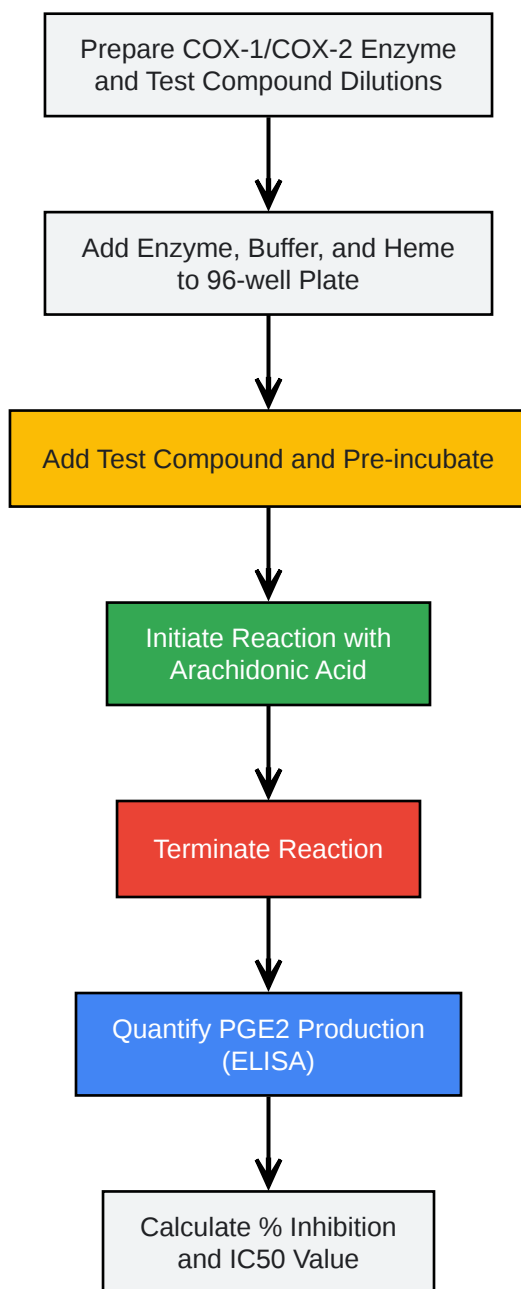 Prepare COX-1/COX-2 Enzyme
and Test Compound Dilutions
Add Enzyme, Buffer, and Heme
to 96-well Plate
Add Test Compound and Pre-incubate
Initiate Reaction with
Arachidonic Acid
Terminate Reaction
Quantify PGE2 Production
(ELISA)
Calculate % Inhibition
and IC50 Value